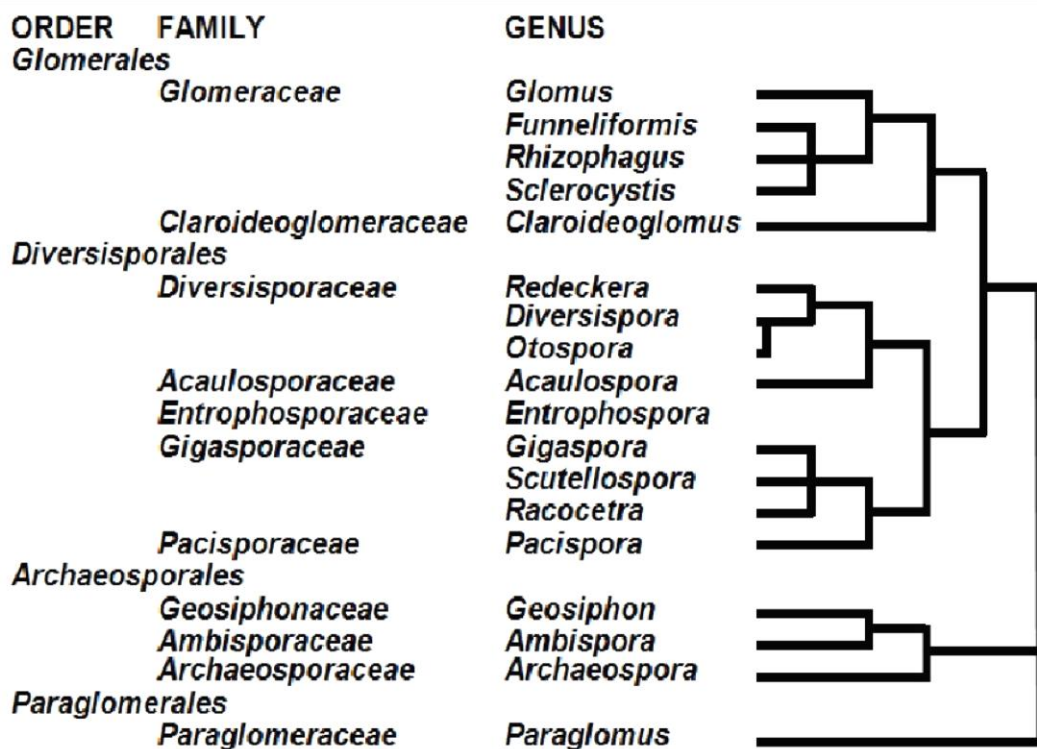 ORDER FAMILY GENUS
Glomerales
Glomeraceae Glomus
Funneliformis
Rhizophagus
Sclerocystis
Claroideoglomeraceae Claroideoglomus
Diversisporales
Diversisporaceae Redeckera
Diversispora
Otospora
Acaulosporaceae Acaulospora
Entrophosporaceae Entrophospora
Gigasporaceae Gigaspora
Scutellospora
Racocetra
Pacisporaceae Pacispora
Archaeosporales
Geosiphonaceae Geosiphon
Ambisporaceae Ambispora
Archaeosporaceae Archaeospora
Paraglomerales
Paraglomeraceae Paraglomus